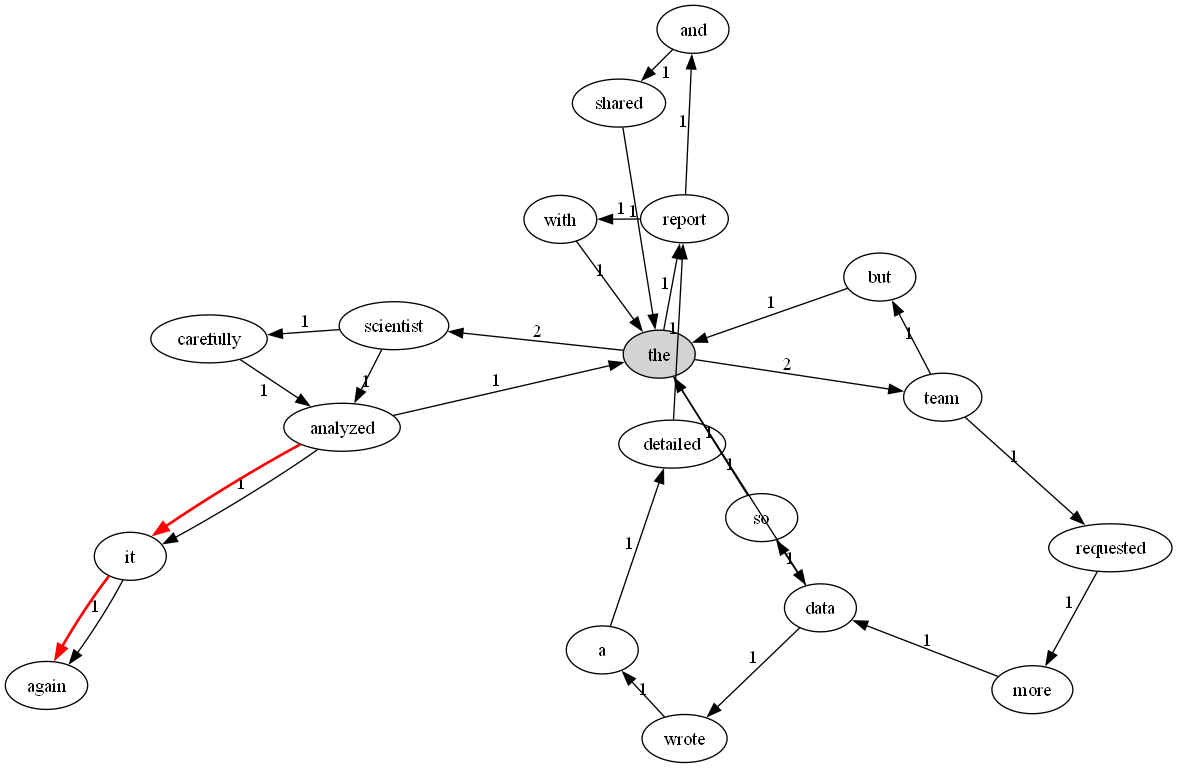 and
1
shared
1
with
1
1
report
1
but
1
1
scientist
2
carefully
1
1
the
1
2
team
1
1
1
analyzed
detailed
1
1
1
1
so
it
1
requested
1
1
data
1
1
1
a
1
again
more
1
wrote